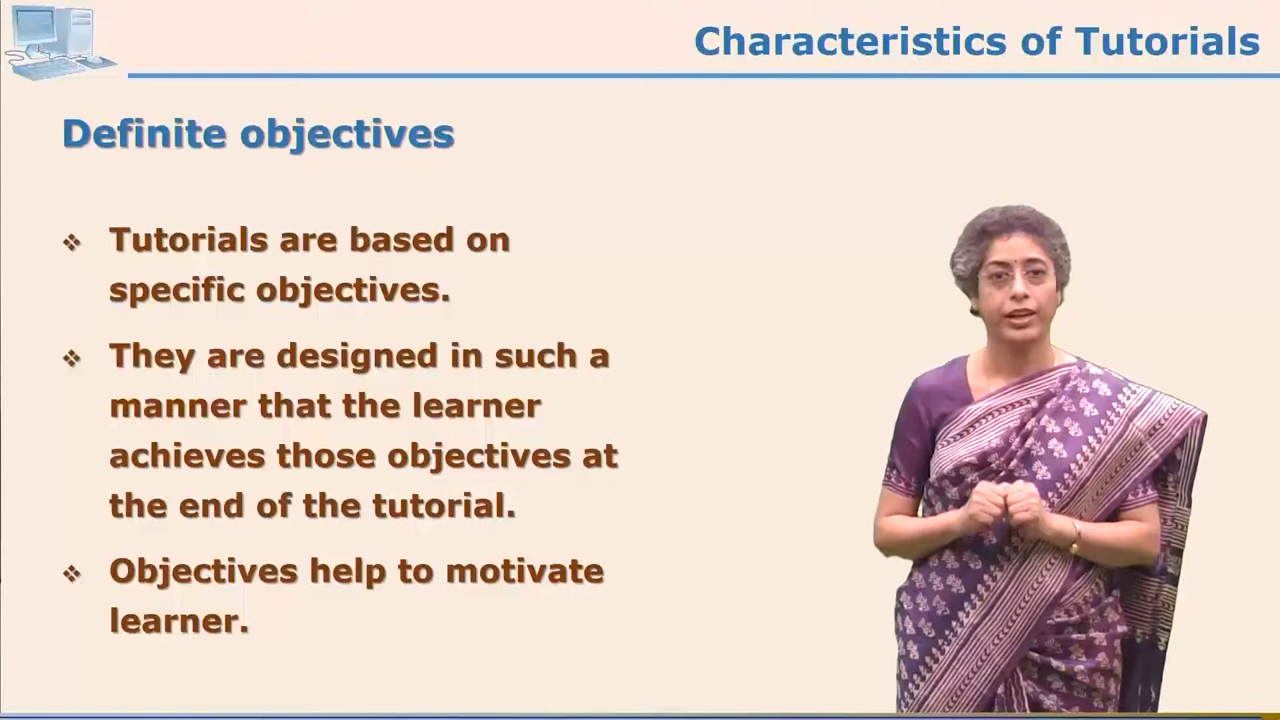 Characteristics of Tutorials
Definite objectives
❖ Tutorials are based on
specific objectives.
❖ They are designed in such a
manner that the learner
achieves those objectives at
the end of the tutorial.
❖ Objectives help to motivate
learner.